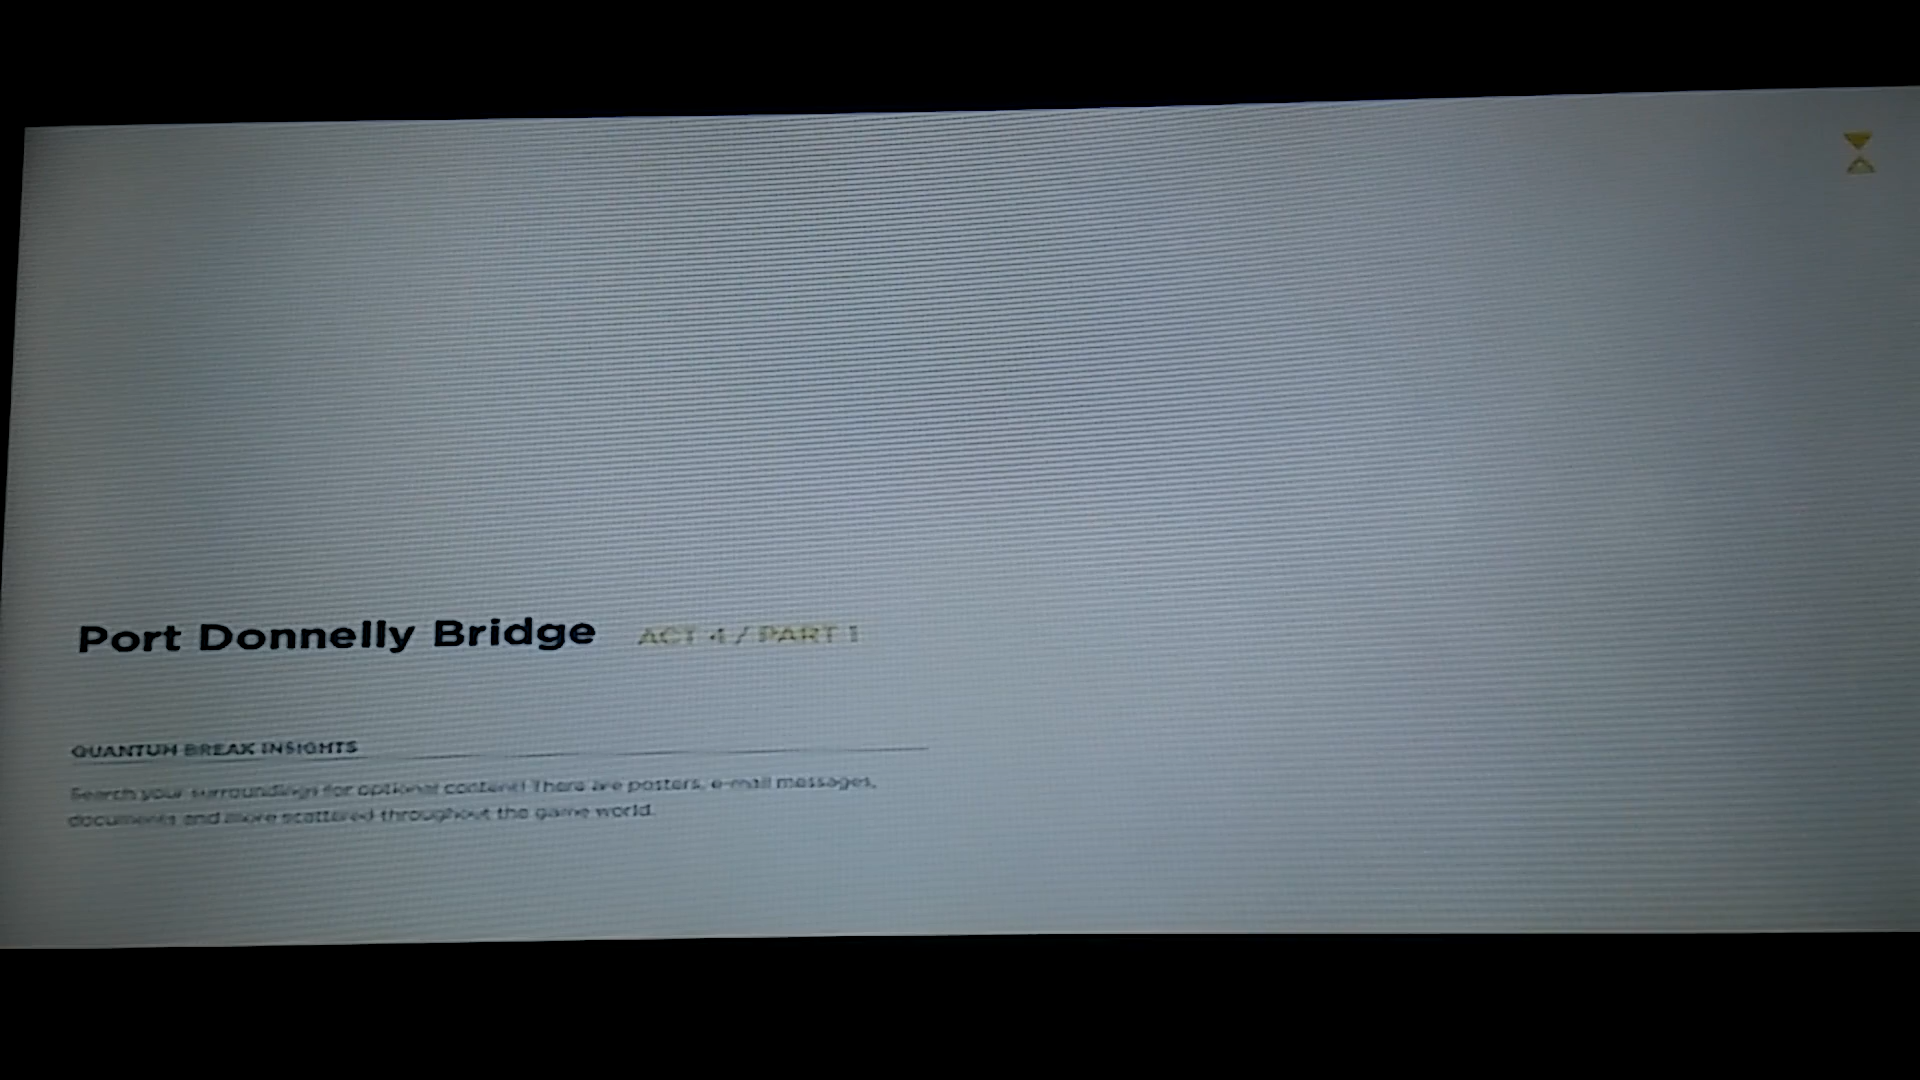 Port Donnelly Bridge ACT 4 / PART 1
QUANTUM BREAK INSIGHTS
Search your surroundings for optional content! There are posters, e-mail messages,
documents and more scattered throughout the game world.